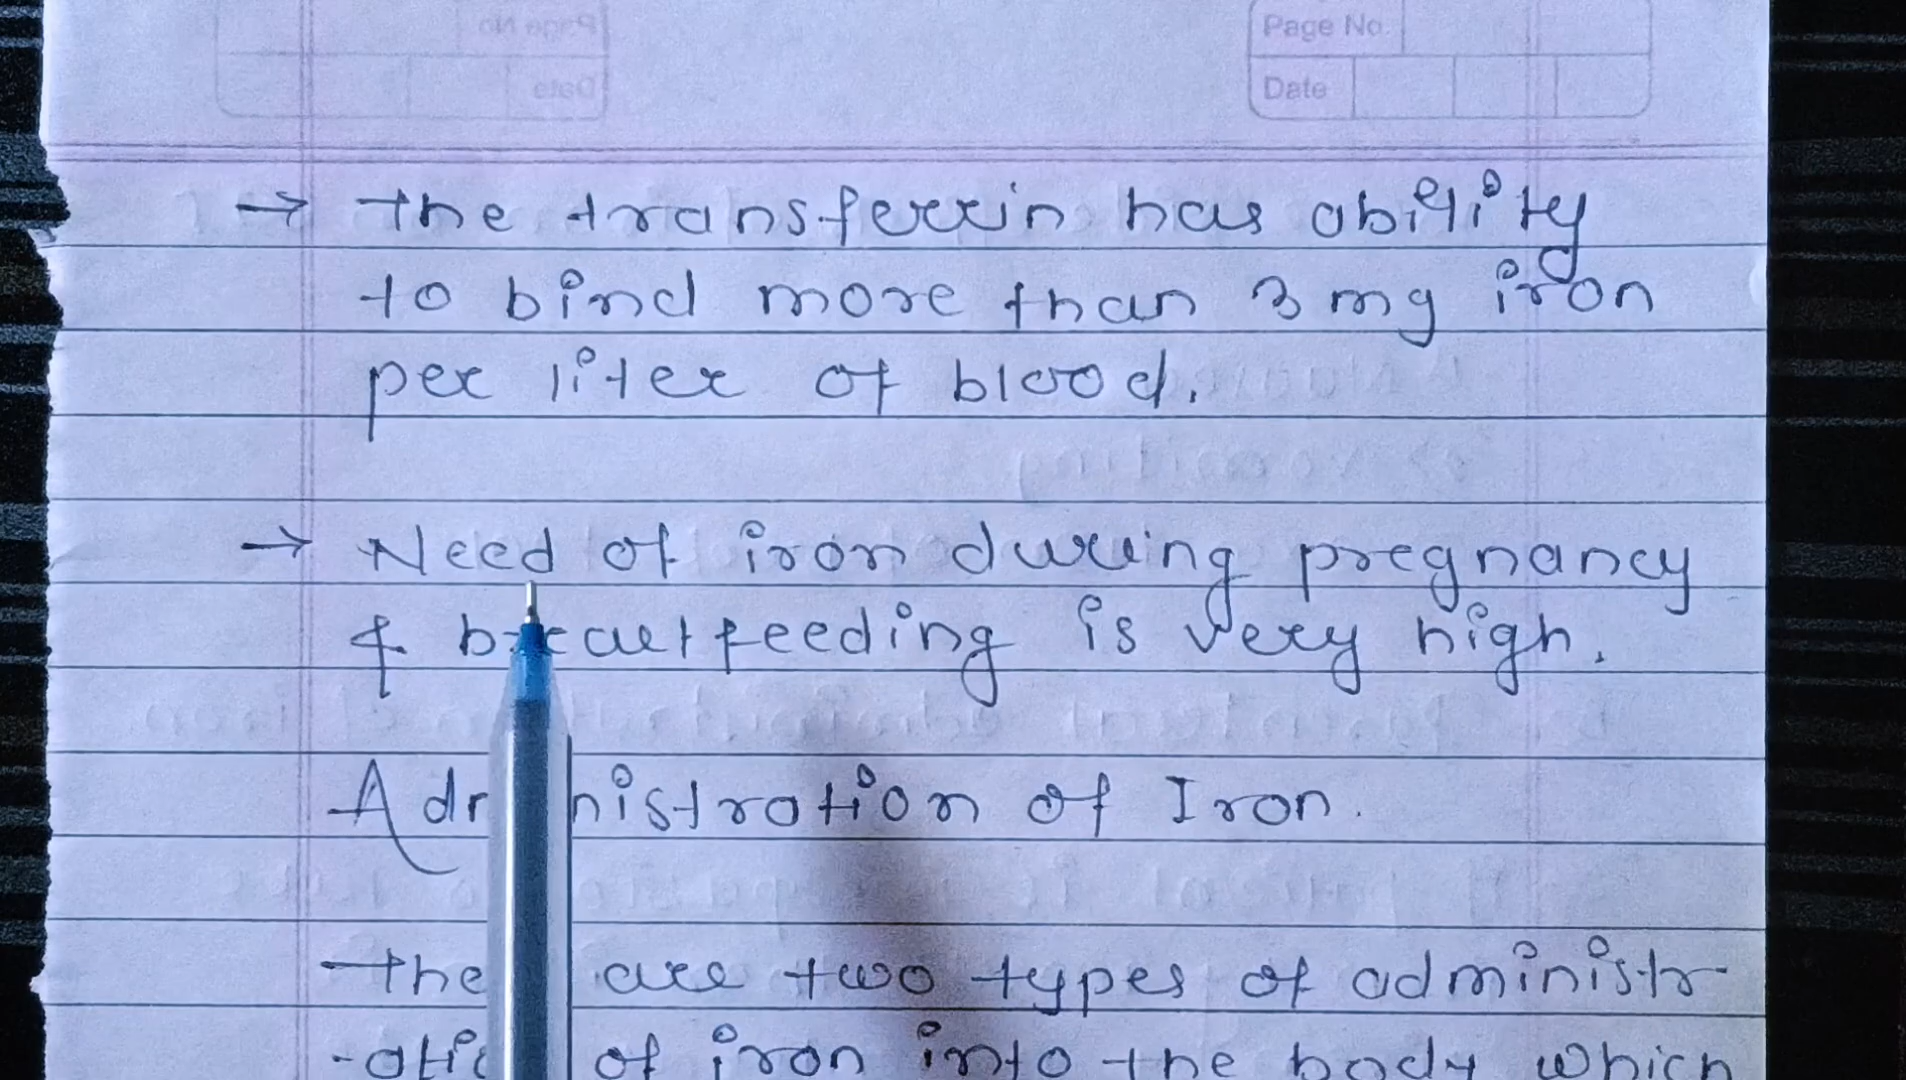 Page No.
Date
→ The transferrin has ability
to bind more than 3 mg iron
per liter of blood.
→ Need of iron during pregnancy
& breastfeeding is very high.
Administration of Iron.
The are two types of administr-
-atio of iron into the body which